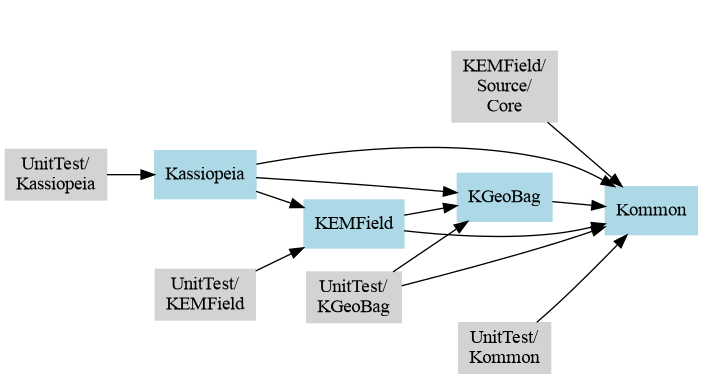 KEMField/
Source/
Core
UnitTest/
Kassiopeia
Kassiopeia
KGeoBag
Kommon
KEMField
UnitTest/
KEMField
UnitTest/
KGeoBag
UnitTest/
Kommon